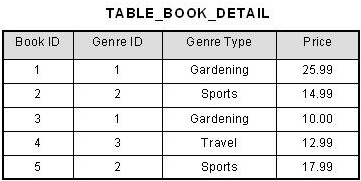 TABLE_BOOK_DETAIL
Book ID Genre ID Genre Type Price
1 1 Gardening 25.99
2 2 Sports 14.99
3 1 Gardening 10.00
4 3 Travel 12.99
5 2 Sports 17.99